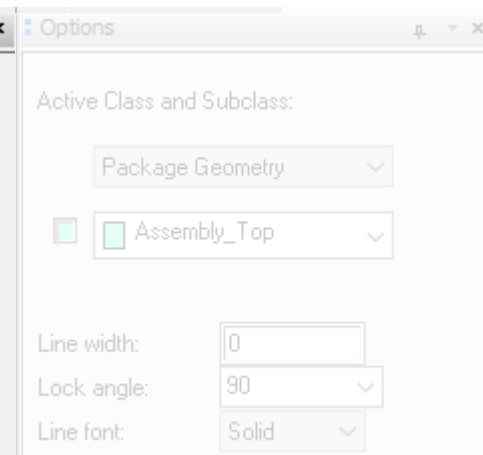 Options
Active Class and Subclass:
Package Geometry
Assembly_Top
Line width: 0
Lock angle: 90
Line font: Solid